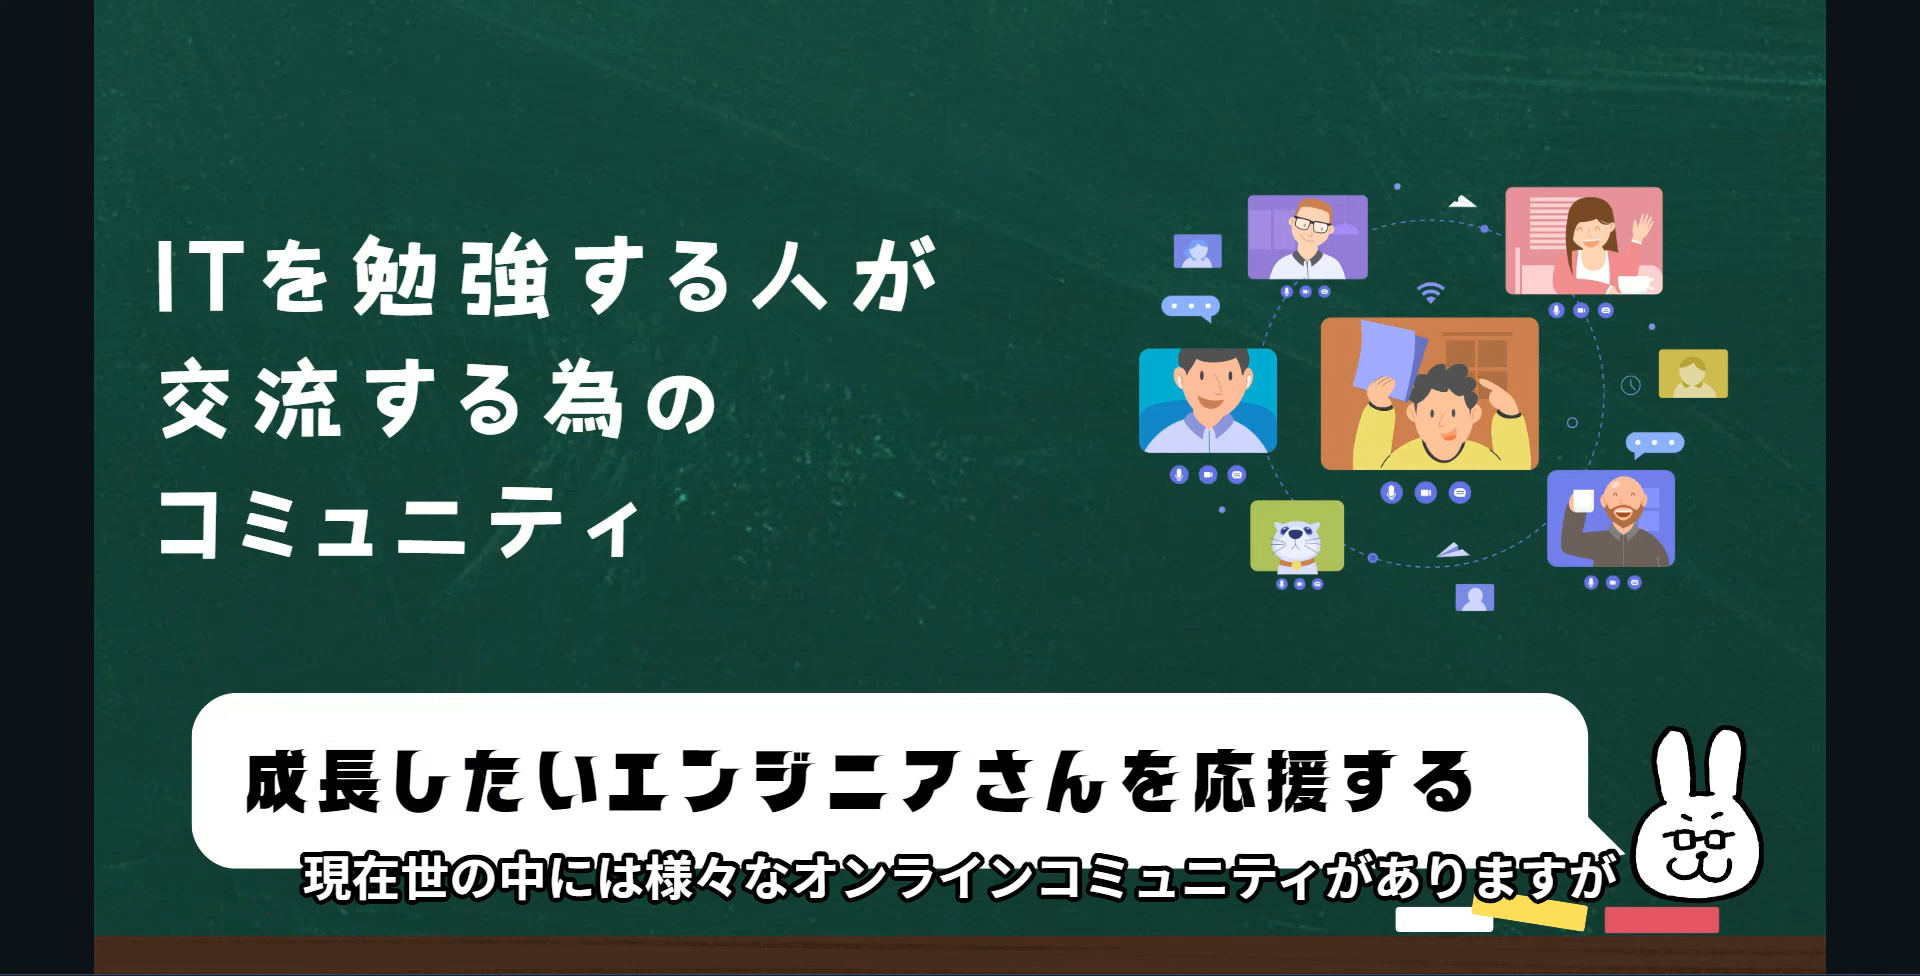 ITを勉強する人が
交流する為の
コミュニティ
成長したいエンジニアさんを応援する
現在世の中には様々なオンラインコミュニティがありますが